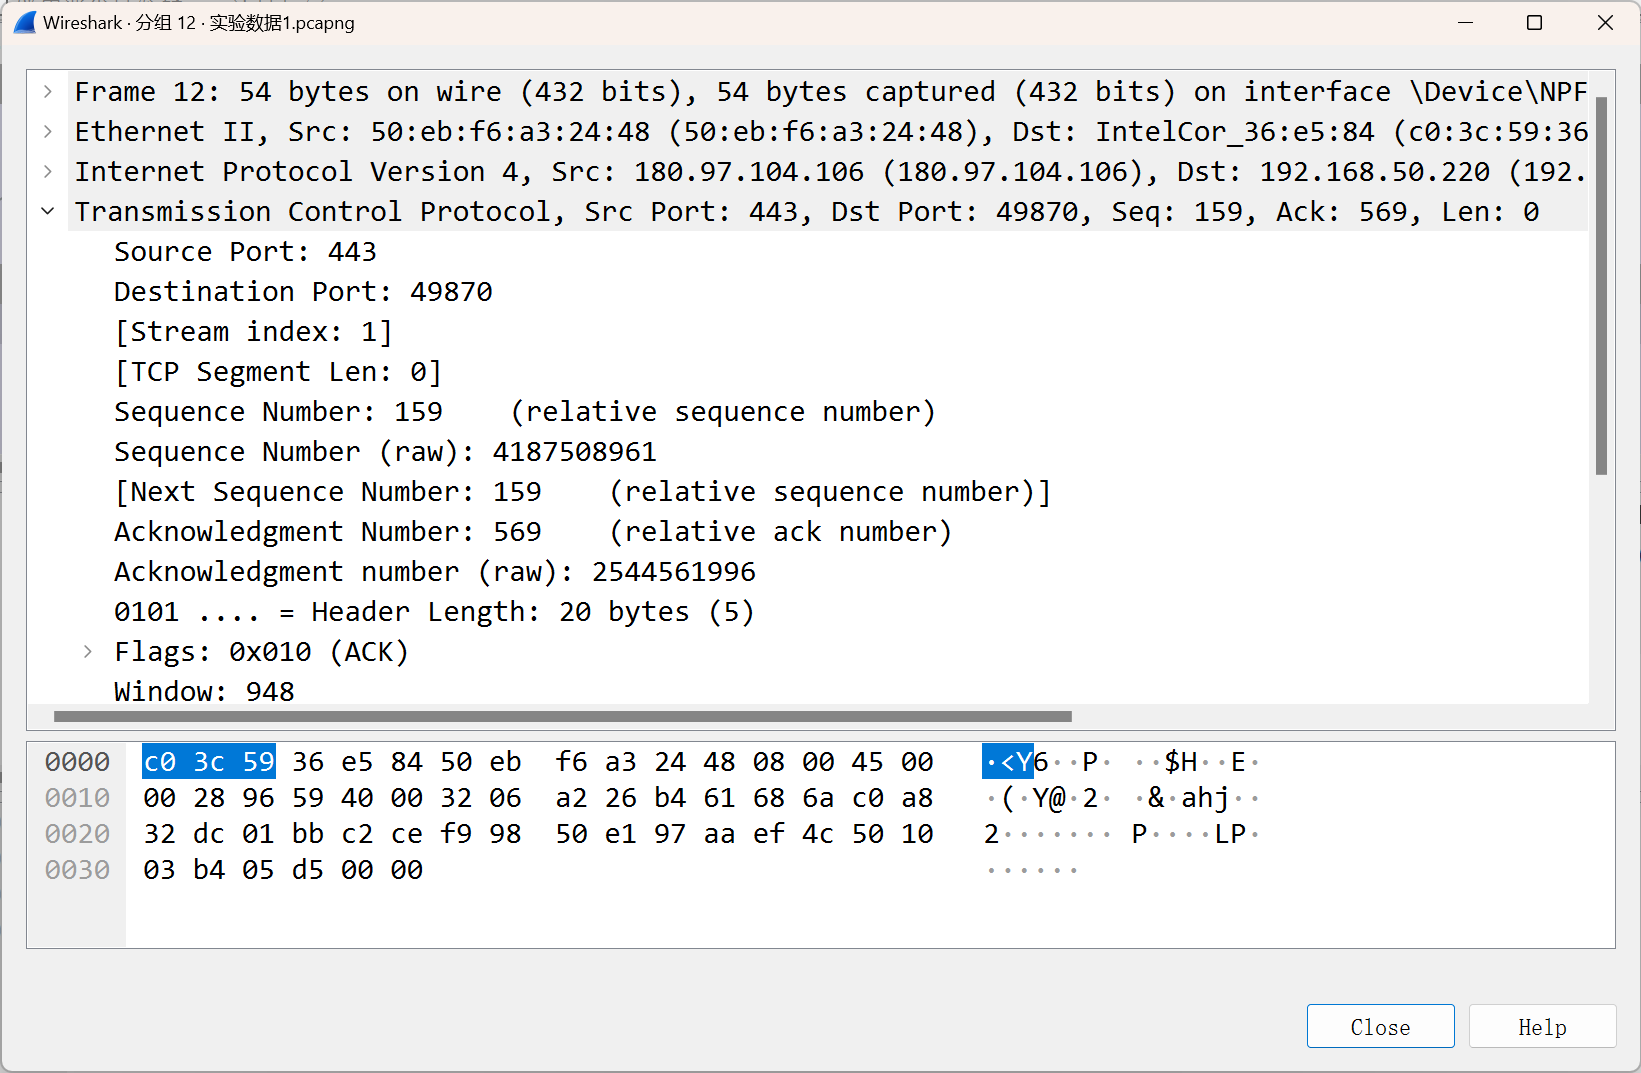 Wireshark · 分组 12 · 实验数据1.pcapng
Frame 12: 54 bytes on wire (432 bits), 54 bytes captured (432 bits) on interface \Device\NPF
Ethernet II, Src: 50:eb:f6:a3:24:48 (50:eb:f6:a3:24:48), Dst: IntelCor_36:e5:84 (c0:3c:59:36
Internet Protocol Version 4, Src: 180.97.104.106 (180.97.104.106), Dst: 192.168.50.220 (192.
Transmission Control Protocol, Src Port: 443, Dst Port: 49870, Seq: 159, Ack: 569, Len: 0
Source Port: 443
Destination Port: 49870
[Stream index: 1]
[TCP Segment Len: 0]
Sequence Number: 159    (relative sequence number)
Sequence Number (raw): 4187508961
[Next Sequence Number: 159    (relative sequence number)]
Acknowledgment Number: 569    (relative ack number)
Acknowledgment number (raw): 2544561996
0101 .... = Header Length: 20 bytes (5)
Flags: 0x010 (ACK)
Window: 948
0000 c0 3c 59 36 e5 84 50 eb f6 a3 24 48 08 00 45 00 ·<Y6··P· ··$H··E·
0010 00 28 96 59 40 00 32 06 a2 26 b4 61 68 6a c0 a8 ·(·Y@·2· ·&·ahj··
0020 32 dc 01 bb c2 ce f9 98 50 e1 97 aa ef 4c 50 10 2······· P····LP·
0030 03 b4 05 d5 00 00 ······
Close Help